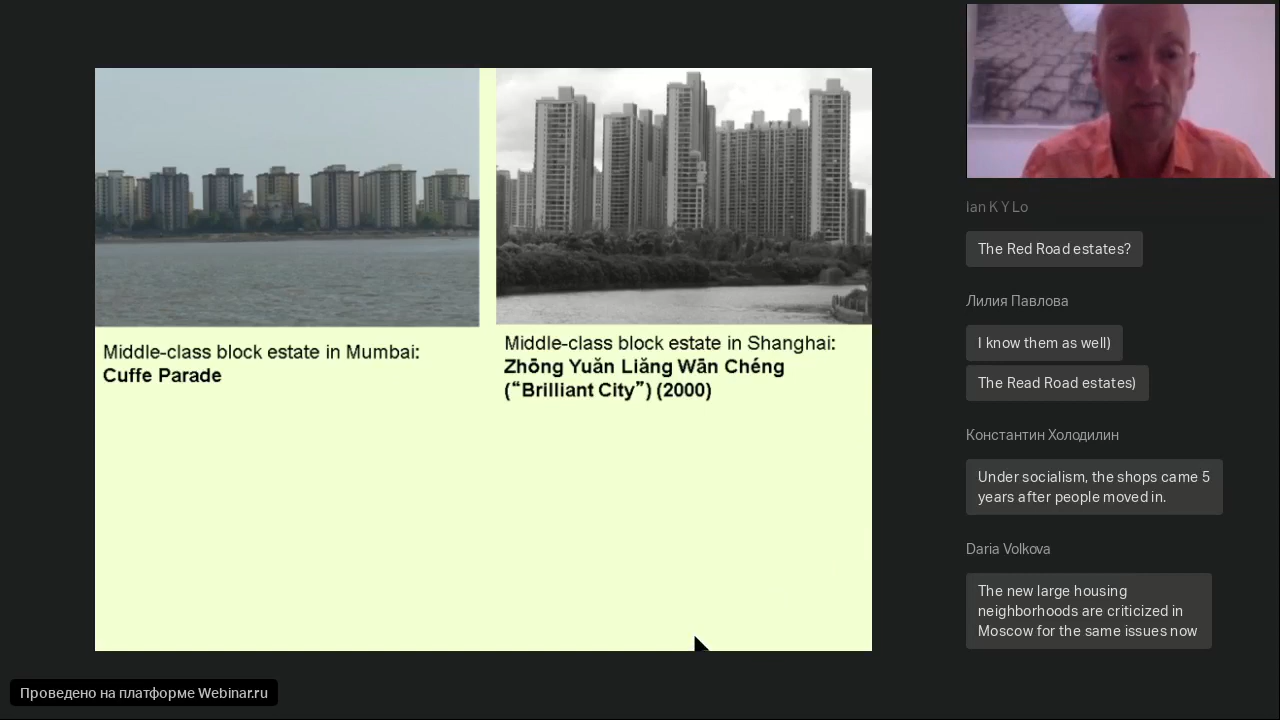 Middle-class block estate in Mumbai:
Cuffe Parade
Middle-class block estate in Shanghai:
Zhōng Yuǎn Liǎng Wān Chéng
(“Brilliant City”) (2000)
Ian K Y Lo
The Red Road estates?
Лилия Павлова
I know them as well)
The Read Road estates)
Константин Холодилин
Under socialism, the shops came 5
years after people moved in.
Daria Volkova
The new large housing
neighborhoods are criticized in
Moscow for the same issues now
Проведено на платформе Webinar.ru